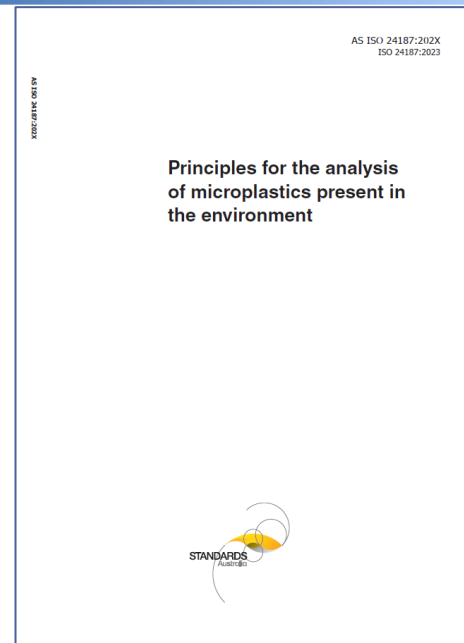 AS ISO 24187:202X
ISO 24187:2023
AS ISO 24187:202X
Principles for the analysis
of microplastics present in
the environment
STANDARDS
Australia